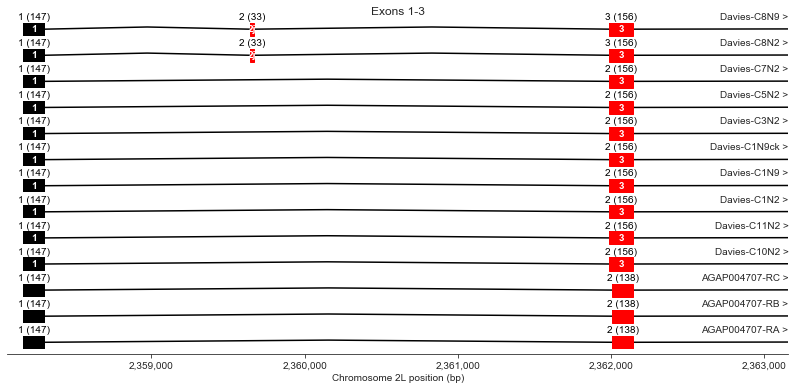 Exons 1-3
1 (147) 2 (33) 3 (156) Davies-C8N9 >
1 3
1 (147) 2 (33) 3 (156) Davies-C8N2 >
1 3
1 (147) 2 (156) Davies-C7N2 >
1 3
1 (147) 2 (156) Davies-C5N2 >
1 3
1 (147) 2 (156) Davies-C3N2 >
1 3
1 (147) 2 (156) Davies-C1N9ck >
1 3
1 (147) 2 (156) Davies-C1N9 >
1 3
1 (147) 2 (156) Davies-C1N2 >
1 3
1 (147) 2 (156) Davies-C11N2 >
1 3
1 (147) 2 (156) Davies-C10N2 >
1 3
1 (147) 2 (138) AGAP004707-RC >
1 (147) 2 (138) AGAP004707-RB >
1 (147) 2 (138) AGAP004707-RA >
2,359,000 2,360,000 2,361,000 2,362,000 2,363,000
Chromosome 2L position (bp)